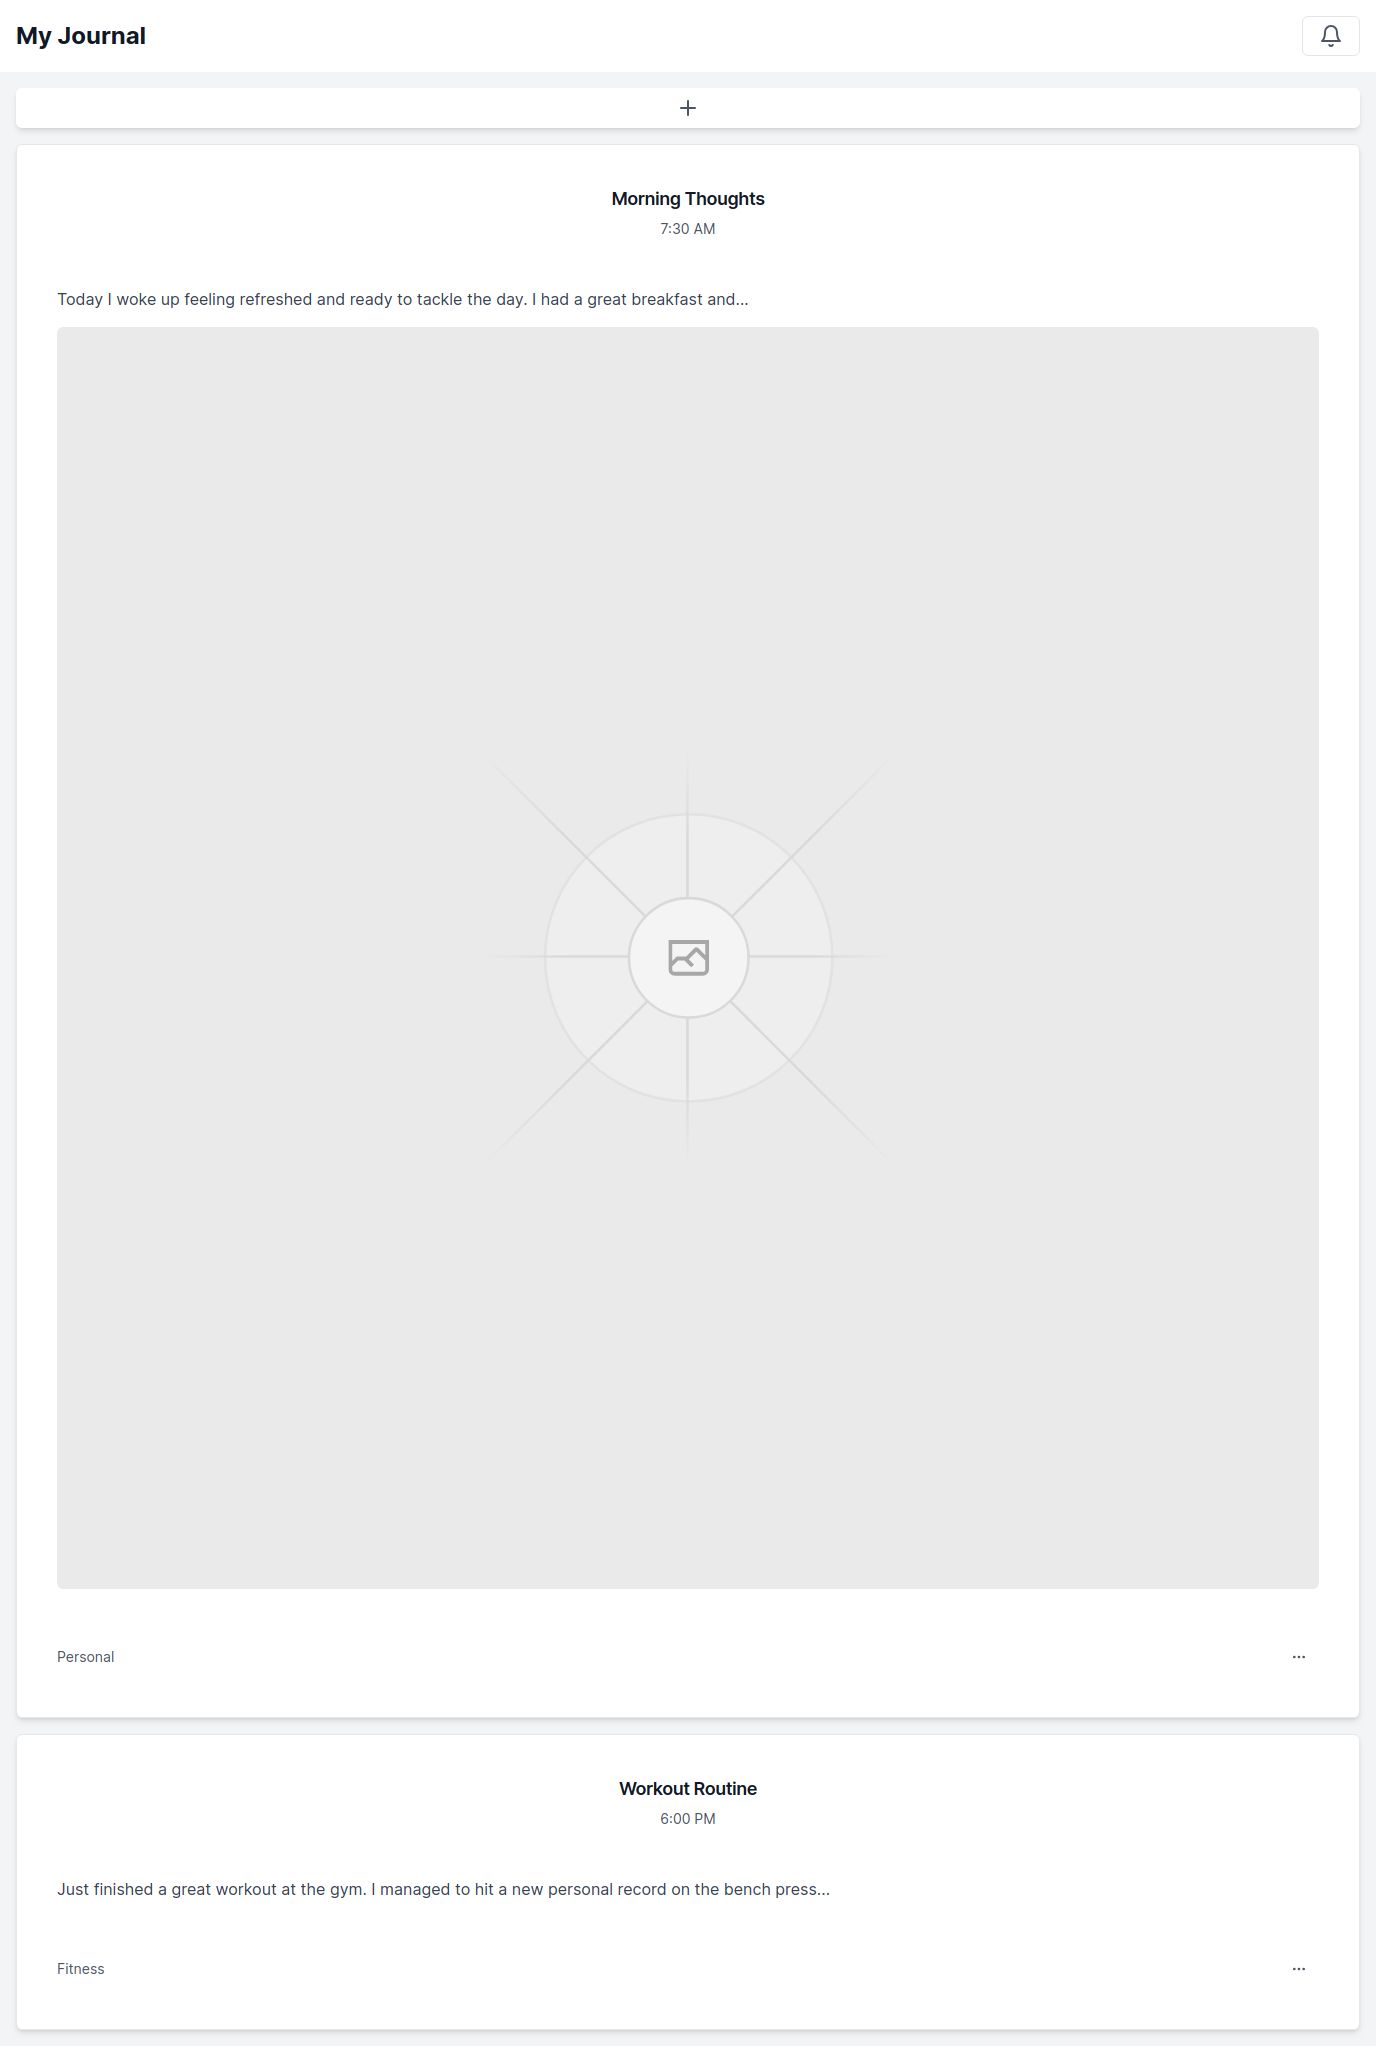 My Journal
Morning Thoughts
7:30 AM
Today I woke up feeling refreshed and ready to tackle the day. I had a great breakfast and...
Personal
Workout Routine
6:00 PM
Just finished a great workout at the gym. I managed to hit a new personal record on the bench press...
Fitness